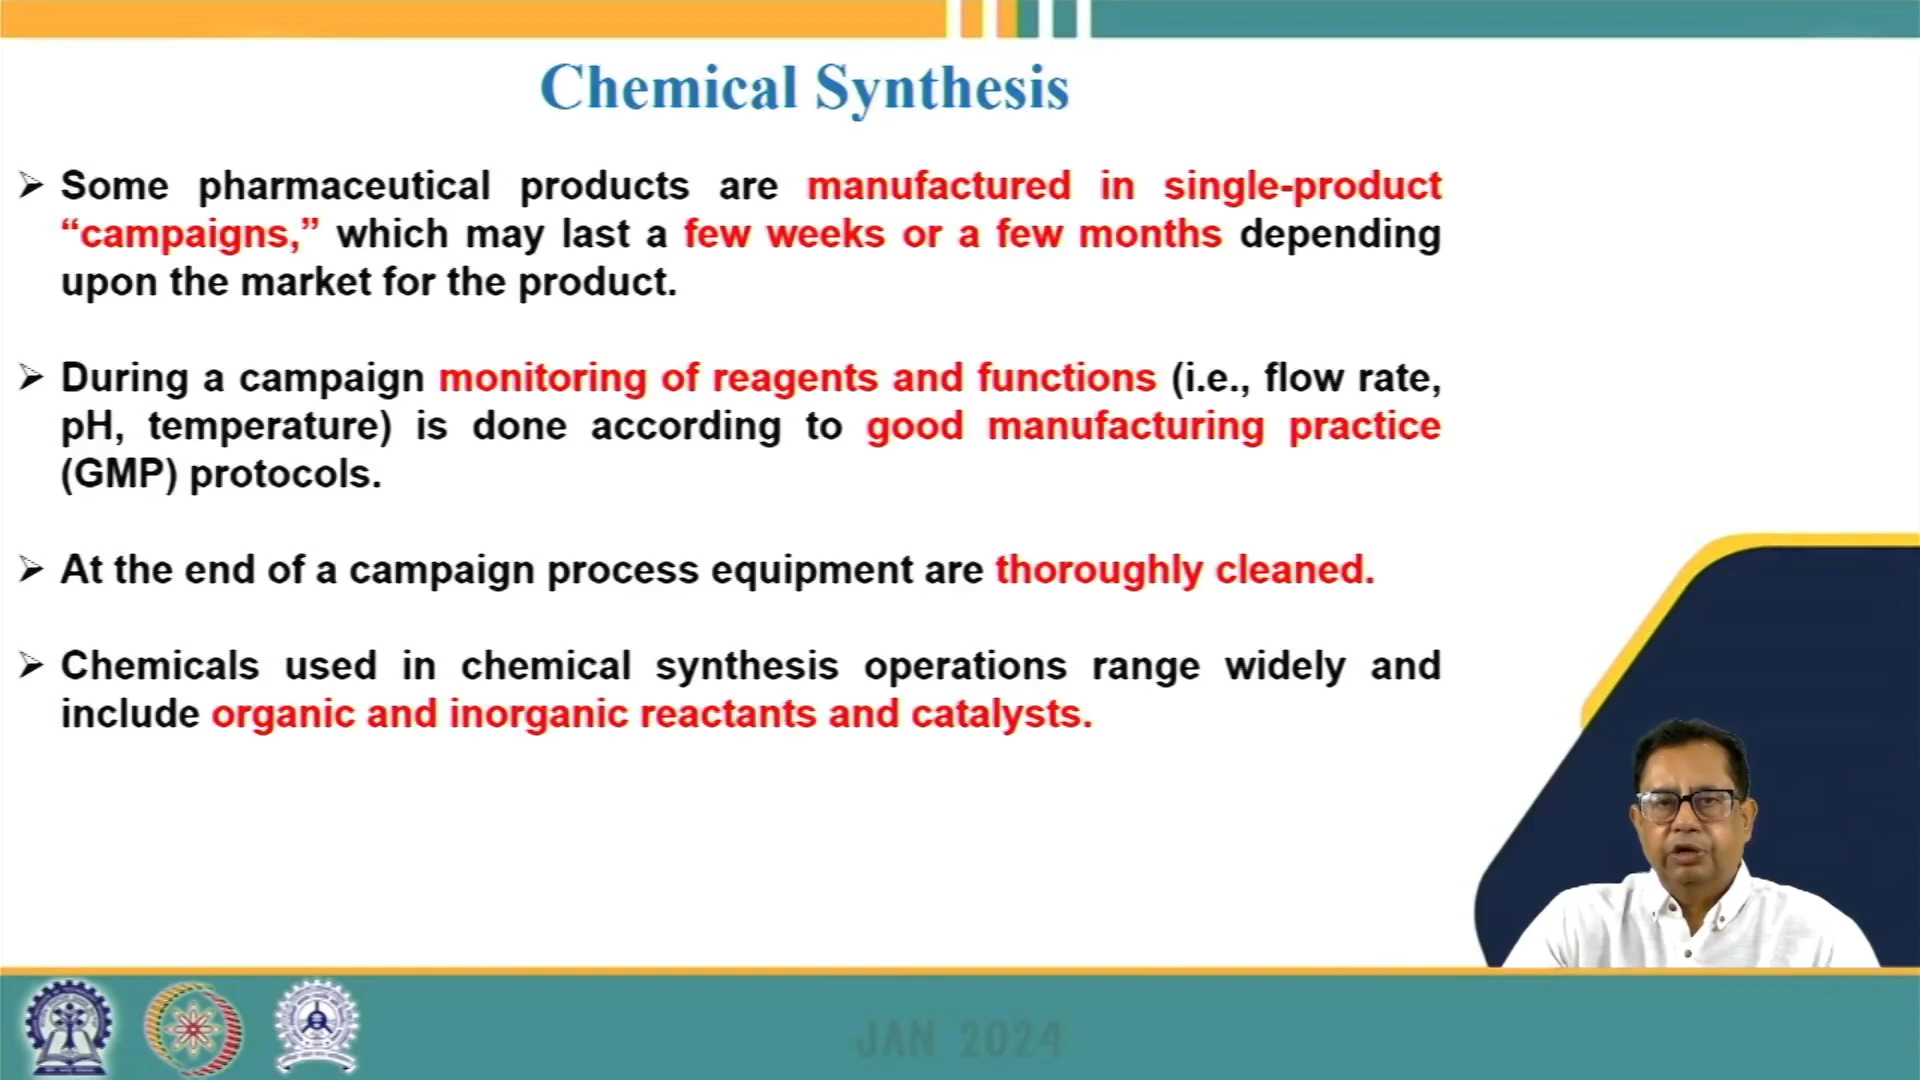 Chemical Synthesis
➢ Some pharmaceutical products are manufactured in single-product
“campaigns,” which may last a few weeks or a few months depending
upon the market for the product.
➢ During a campaign monitoring of reagents and functions (i.e., flow rate,
pH, temperature) is done according to good manufacturing practice
(GMP) protocols.
➢ At the end of a campaign process equipment are thoroughly cleaned.
➢ Chemicals used in chemical synthesis operations range widely and
include organic and inorganic reactants and catalysts.
JAN 2024